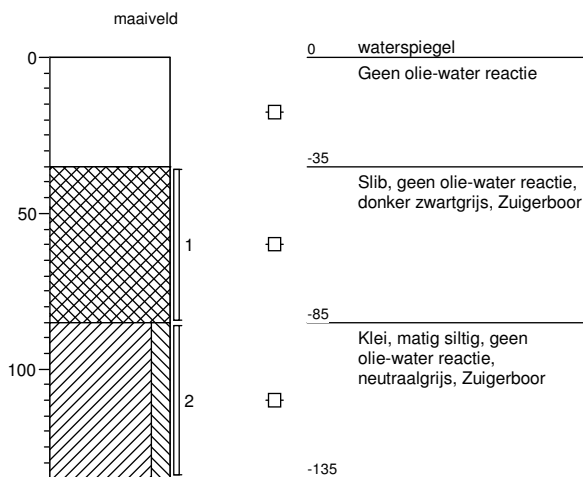 maaiveld
0
0 waterspiegel
Geen olie-water reactie
-35
Slib, geen olie-water reactie,
donker zwartgrijs, Zuigerboor
50
1
-85
Klei, matig siltig, geen
olie-water reactie,
neutraalgrijs, Zuigerboor
100
2
-135